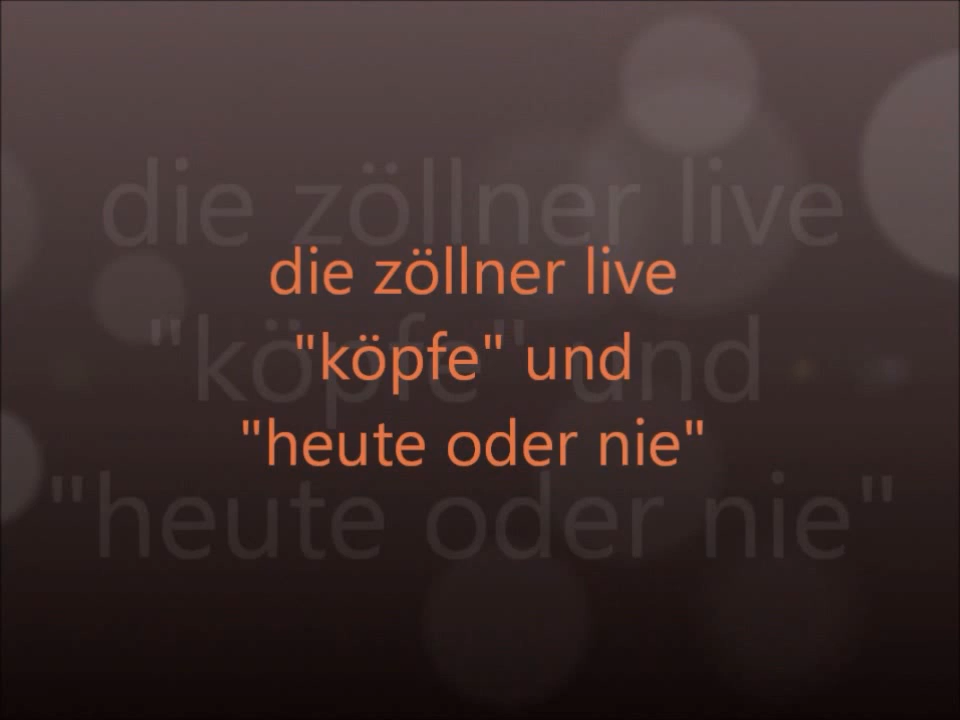 die zöllner live
"köpfe" und
"heute oder nie"